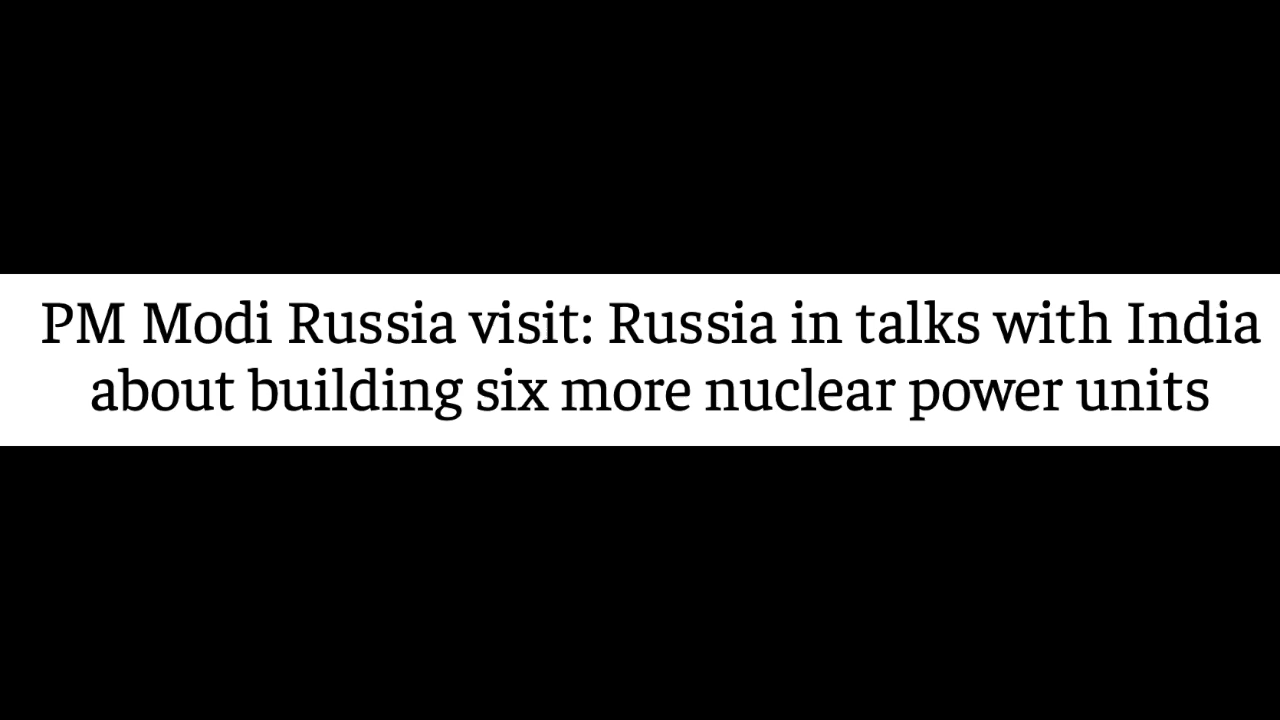 PM Modi Russia visit: Russia in talks with India
about building six more nuclear power units